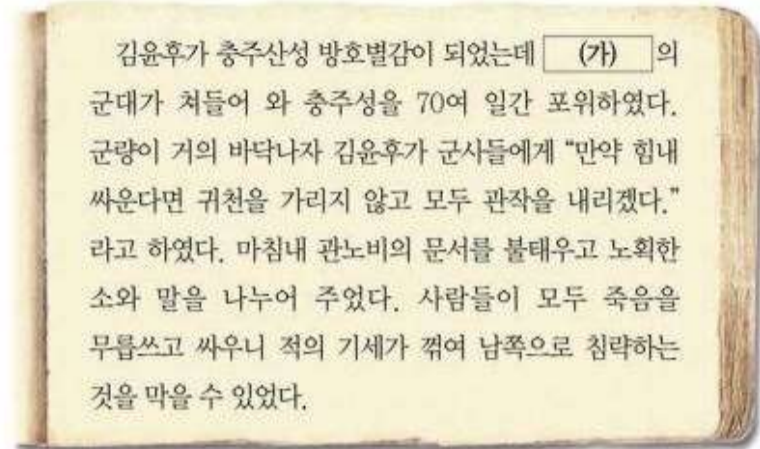 김윤후가 충주산성 방호별감이 되었는데 (가) 의
군대가 쳐들어 와 충주성을 70여 일간 포위하였다.
군량이 거의 바닥나자 김윤후가 군사들에게 “만약 힘내
싸운다면 귀천을 가리지 않고 모두 관작을 내리겠다.”
라고 하였다. 마침내 관노비의 문서를 불태우고 노획한
소와 말을 나누어 주었다. 사람들이 모두 죽음을
무릅쓰고 싸우니 적의 기세가 꺾여 남쪽으로 침략하는
것을 막을 수 있었다.